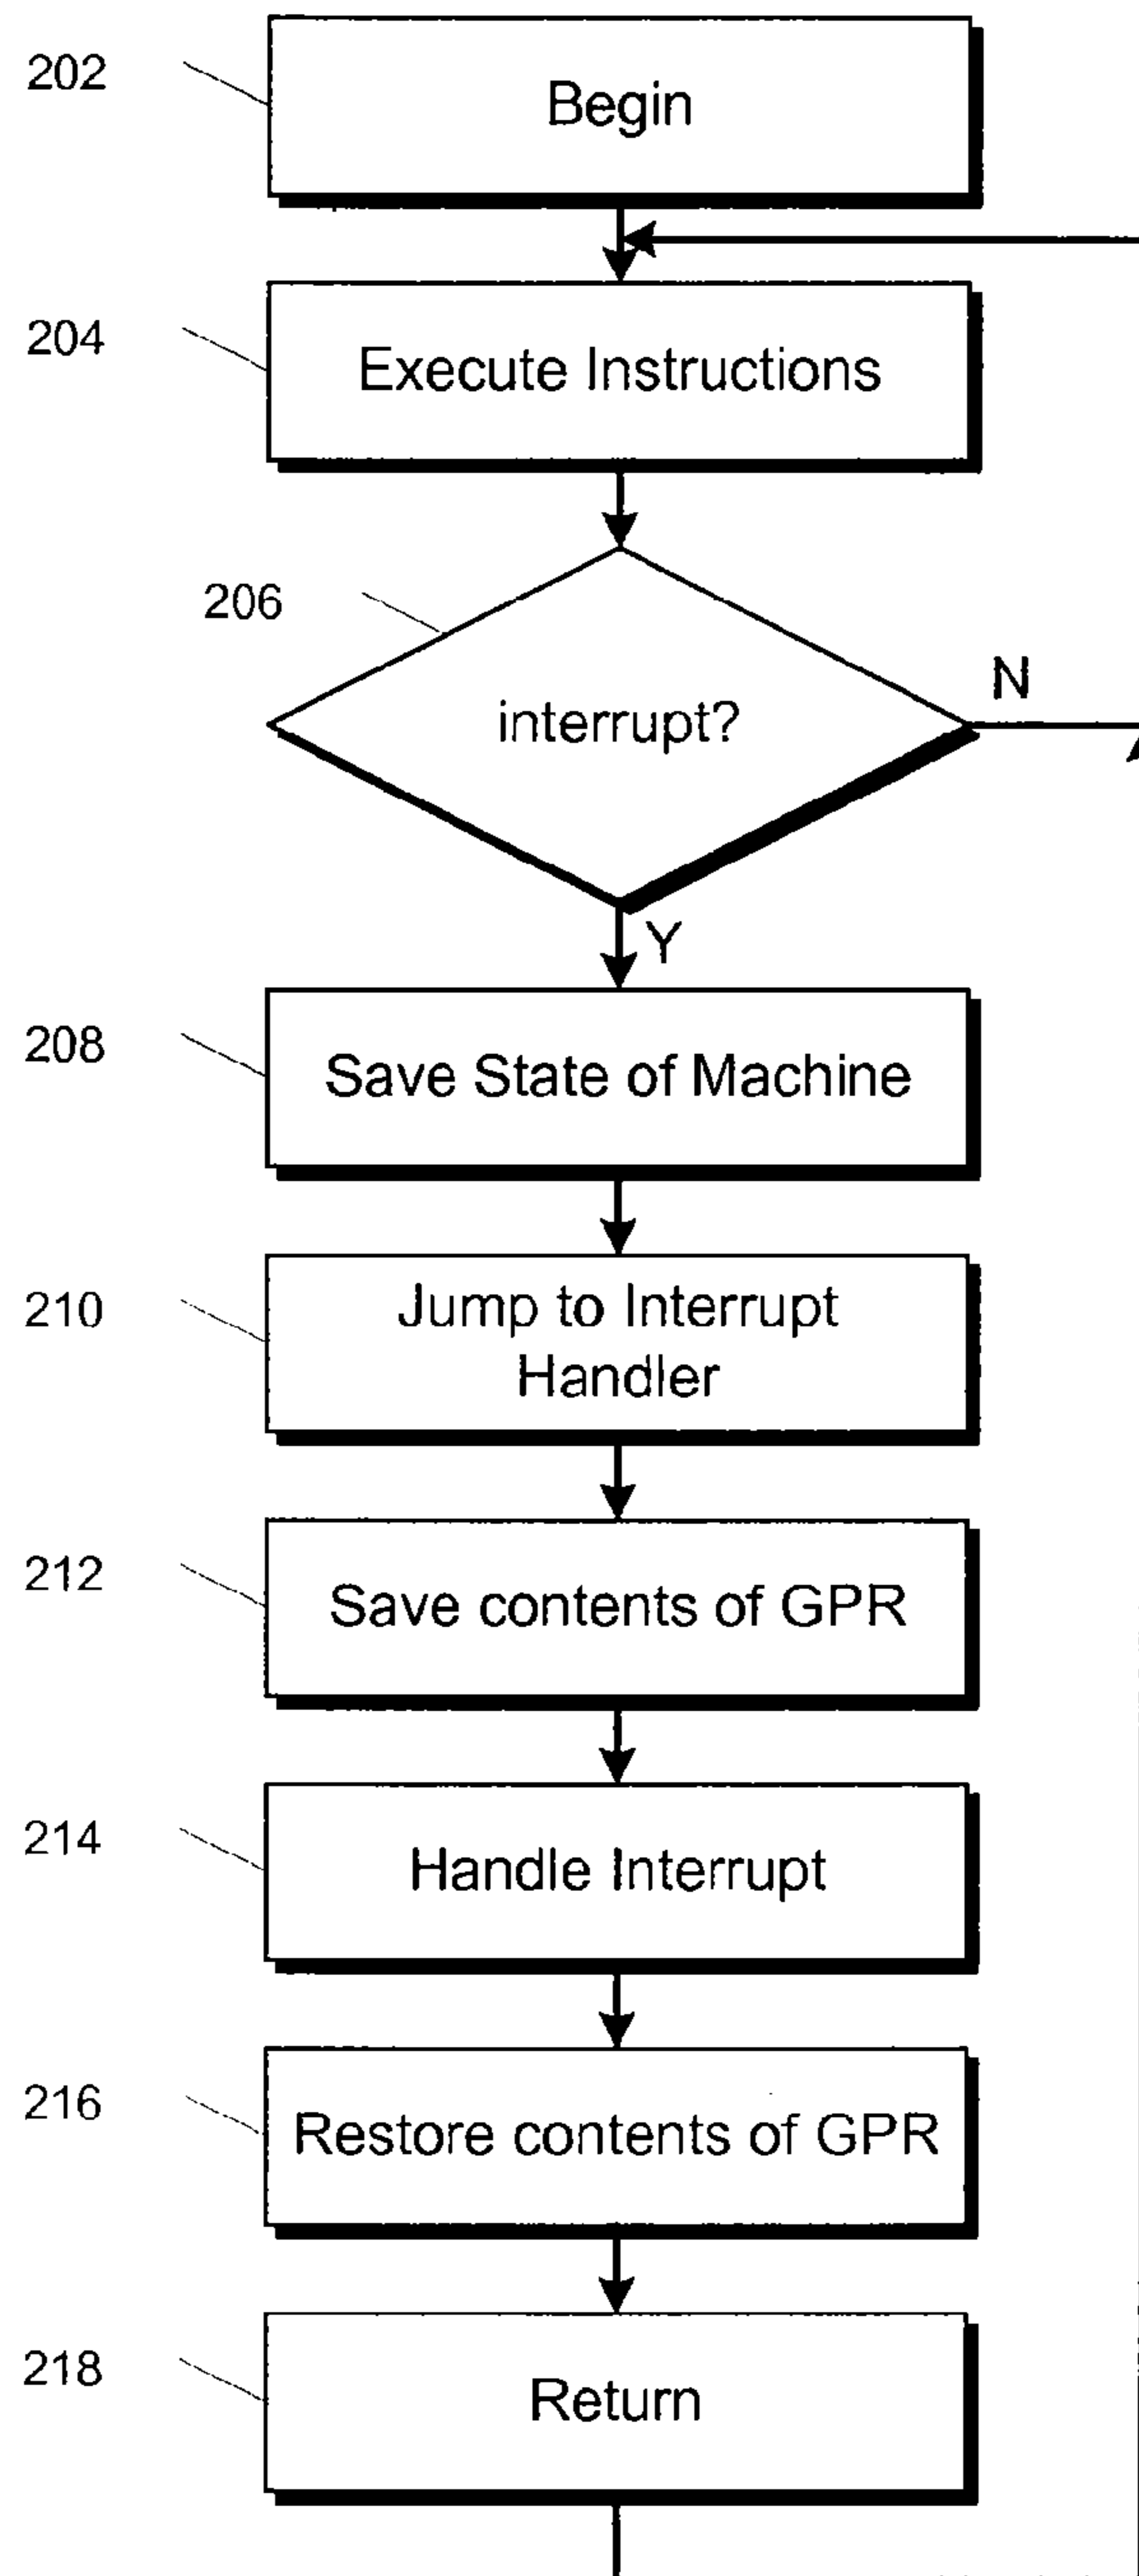 202
Begin
204
Execute Instructions
206
interrupt?
N
Y
208
Save State of Machine
210
Jump to Interrupt
Handler
212
Save contents of GPR
214
Handle Interrupt
216
Restore contents of GPR
218
Return